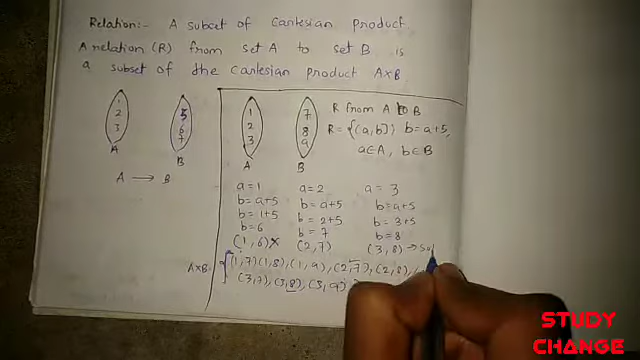 Relation:- A subset of Cartesian product.
A relation (R) from set A to set B is
a subset of the Cartesian product A×B
1 2 3
A
5 6 7
B
A → B
1 2 3
A
7 8 9
B
R from A to B
R = {(a,b)} b = a+5,
a∈A, b∈B
a=1 a=2 a=3
b=a+5 b=a+5 b=a+5
b=1+5 b=2+5 b=3+5
b=6 b=7 b=8
(1,6)× (2,7) (3,8) →
A×B= {(1,7)(1,8),(1,9),(2,7),(2,8),
(3,7),(3,8),(3,9)
STUDY
CHANGE